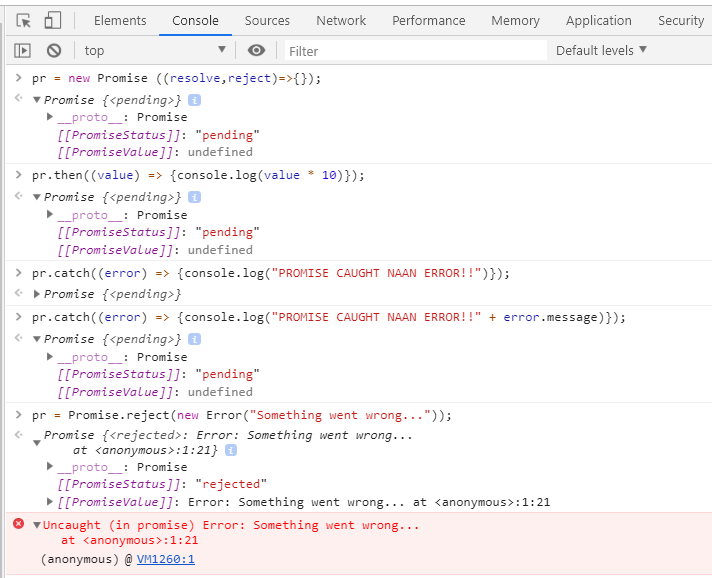 Elements Console Sources Network Performance Memory Application Security
top Filter Default levels
pr = new Promise ((resolve,reject)=>{});
Promise {<pending>}
__proto__: Promise
[[PromiseStatus]]: "pending"
[[PromiseValue]]: undefined
pr.then((value) => {console.log(value * 10)});
Promise {<pending>}
__proto__: Promise
[[PromiseStatus]]: "pending"
[[PromiseValue]]: undefined
pr.catch((error) => {console.log("PROMISE CAUGHT NAAN ERROR!!")});
Promise {<pending>}
pr.catch((error) => {console.log("PROMISE CAUGHT NAAN ERROR!!" + error.message)});
Promise {<pending>}
__proto__: Promise
[[PromiseStatus]]: "pending"
[[PromiseValue]]: undefined
pr = Promise.reject(new Error("Something went wrong..."));
Promise {<rejected>: Error: Something went wrong...
at <anonymous>:1:21}
__proto__: Promise
[[PromiseStatus]]: "rejected"
[[PromiseValue]]: Error: Something went wrong... at <anonymous>:1:21
Uncaught (in promise) Error: Something went wrong...
at <anonymous>:1:21
(anonymous) @ VM1260:1